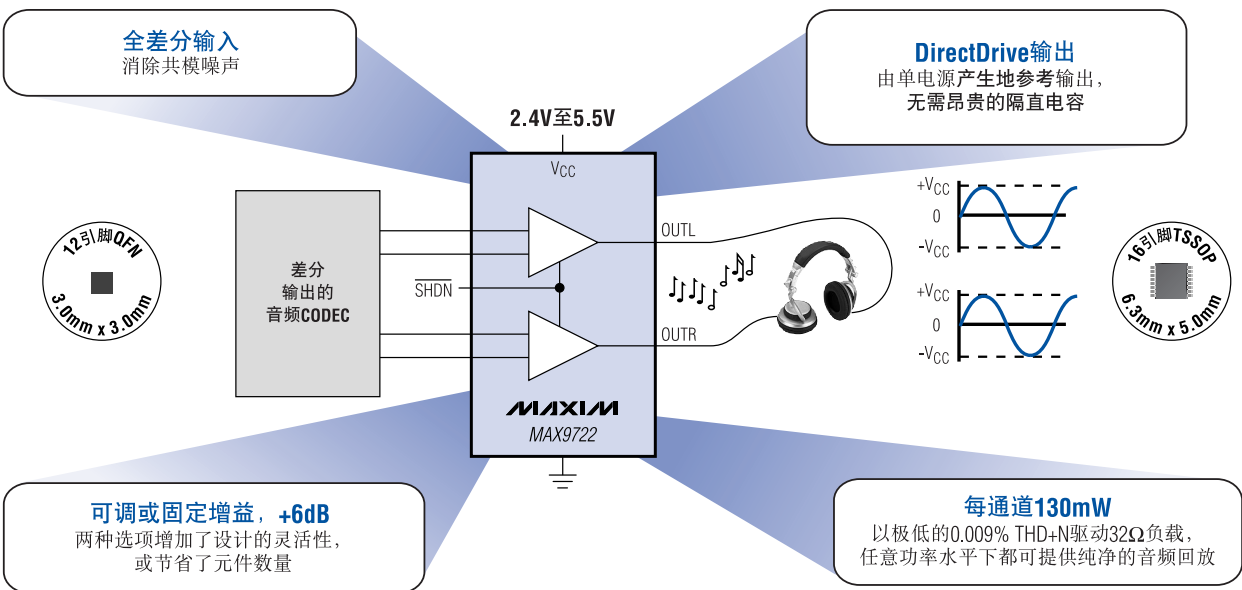 全差分输入
消除共模噪声
DirectDrive输出
由单电源产生地参考输出，
无需昂贵的隔直电容
2.4V至5.5V
VCC
12引脚QFN
3.0mm x 3.0mm
差分
输出的
音频CODEC
SHDN
OUTL
OUTR
+VCC
0
-VCC
+VCC
0
-VCC
16引脚TSSOP
6.3mm x 5.0mm
MAXIM
MAX9722
可调或固定增益，+6dB
两种选项增加了设计的灵活性，
或节省了元件数量
每通道130mW
以极低的0.009% THD+N驱动32Ω负载，
任意功率水平下都可提供纯净的音频回放